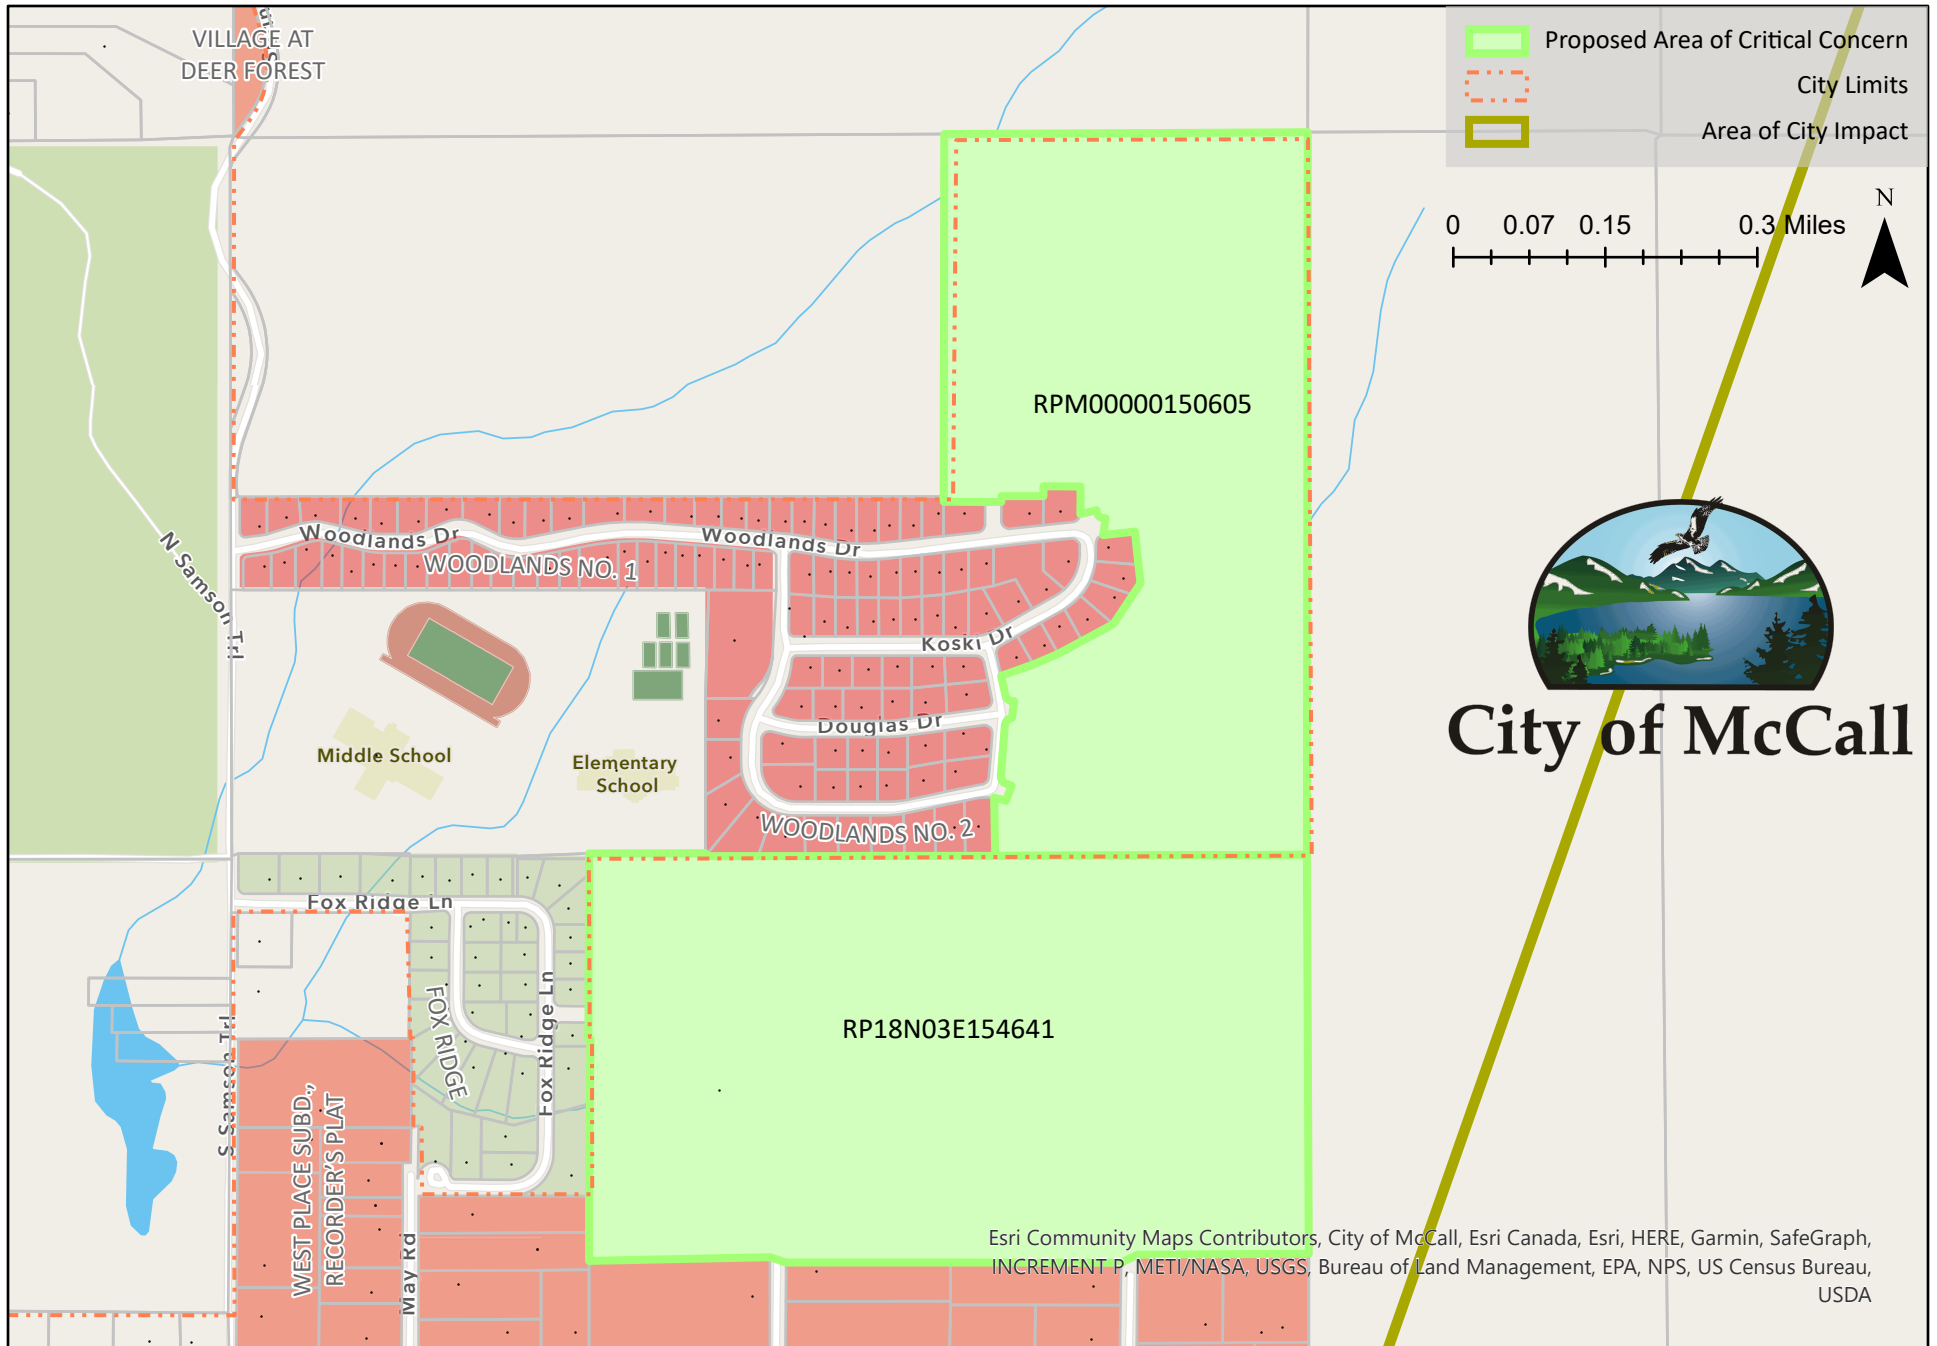 VILLAGE AT
DEER FOREST
Proposed Area of Critical Concern
City Limits
Area of City Impact
N
0 0.07 0.15 0.3 Miles
RPM00000150605
N Samson Trl
Woodlands Dr
Woodlands Dr
WOODLANDS NO. 1
Koski Dr
Douglas Dr
Middle School
Elementary
School
WOODLANDS NO. 2
City of McCall
Fox Ridge Ln
FOX RIDGE
Fox Ridge Ln
RP18N03E154641
S Samson Trl
WEST PLACE SUBD.,
RECORDER'S PLAT
May Rd
Esri Community Maps Contributors, City of McCall, Esri Canada, Esri, HERE, Garmin, SafeGraph,
INCREMENT P, METI/NASA, USGS, Bureau of Land Management, EPA, NPS, US Census Bureau,
USDA